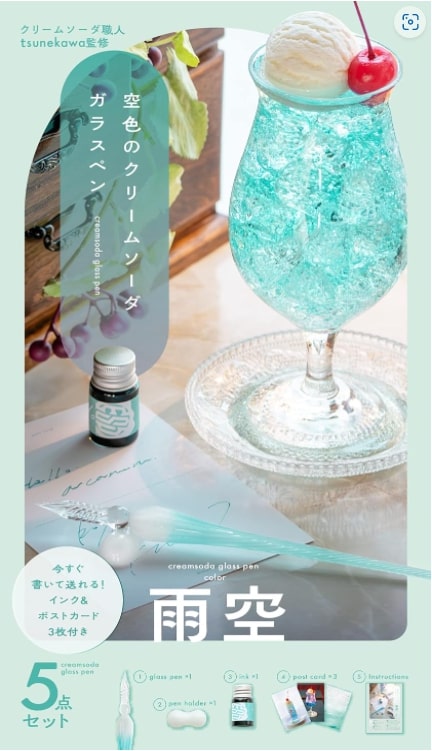 クリームソーダ職人
tsunekawa監修
空色のクリームソーダ
ガラスペン
creamsoda glass pen
今すぐ
書いて送れる!
インク&
ポストカード
3枚付き
creamsoda glass pen
color
雨空
5点
セット
creamsoda
glass pen
1 glass pen ×1
2 pen holder ×1
3 ink ×1
4 post card ×3
5 Instructions